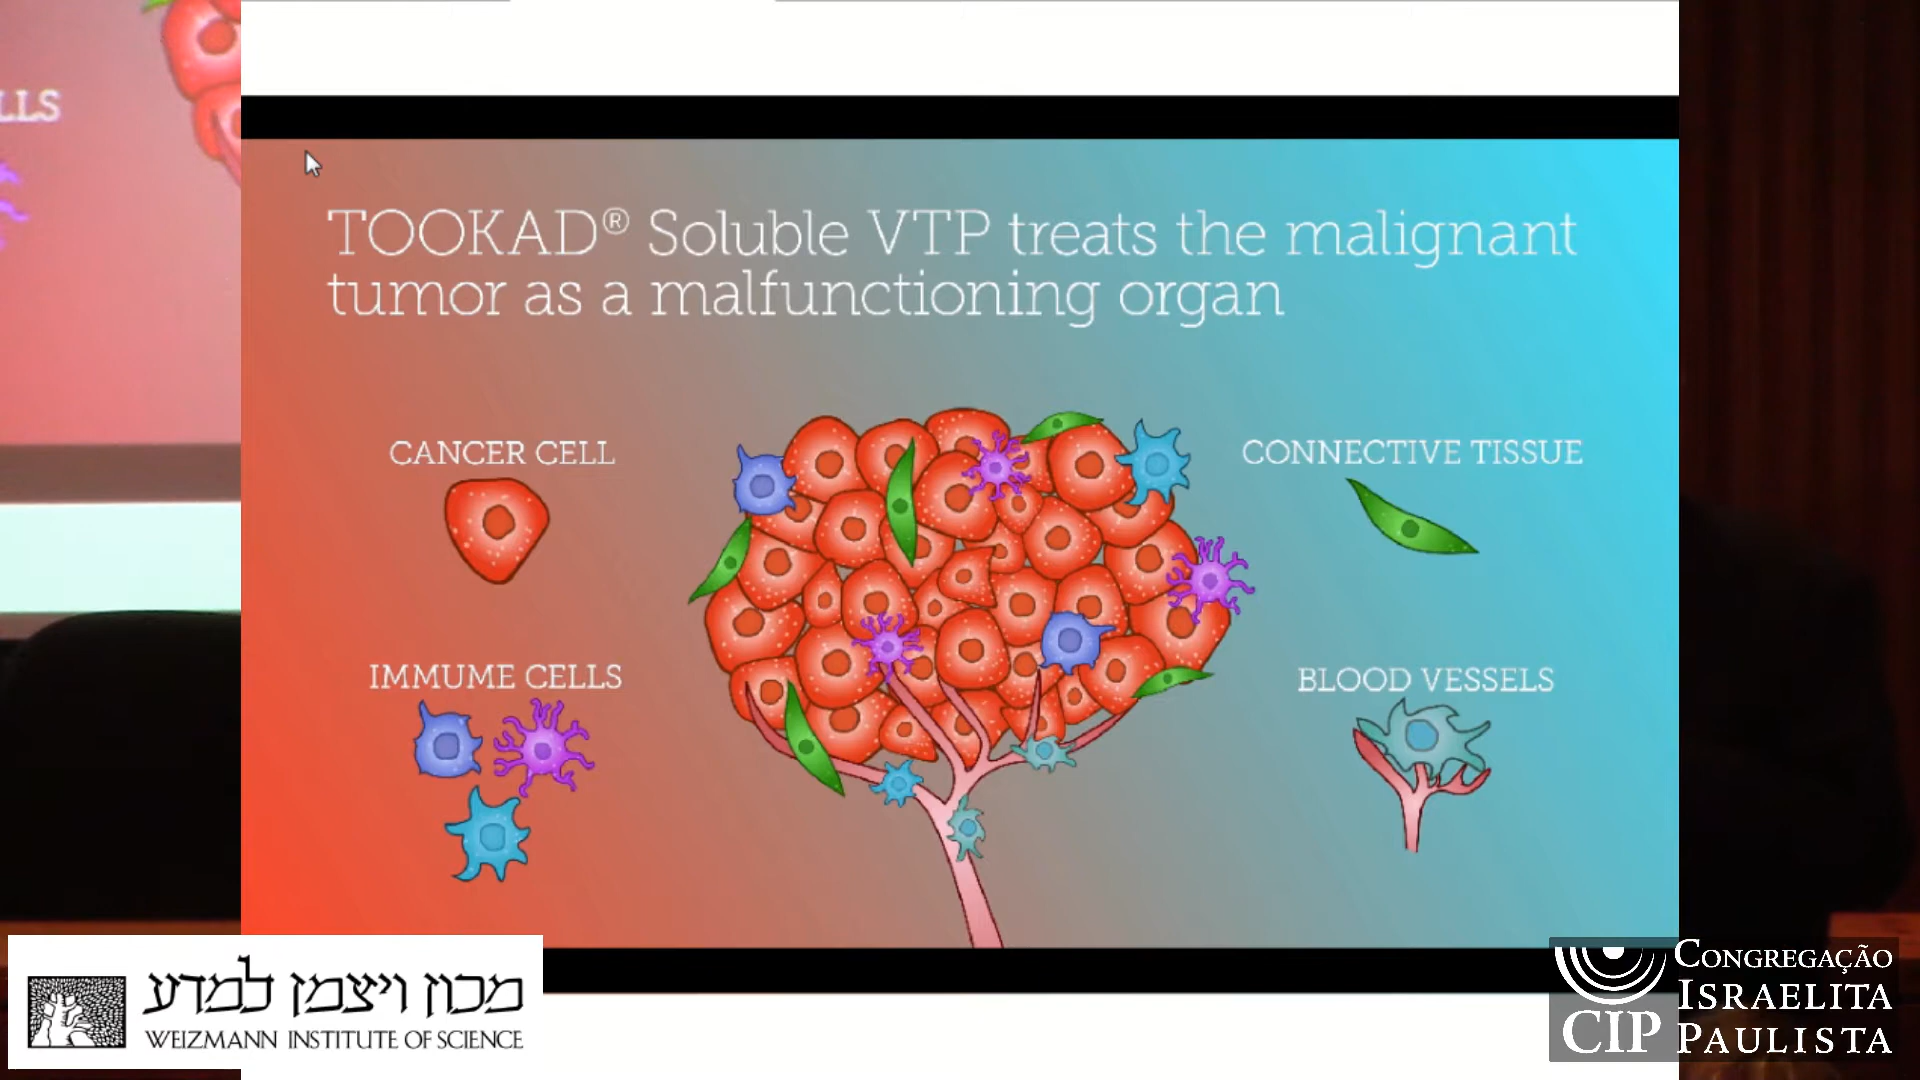 LLS
TOOKAD® Soluble VTP treats the malignant
tumor as a malfunctioning organ
CANCER CELL
CONNECTIVE TISSUE
IMMUME CELLS
BLOOD VESSELS
מכון ויצמן למדע
WEIZMANN INSTITUTE OF SCIENCE
CIP
CONGREGAÇÃO
ISRAELITA
PAULISTA